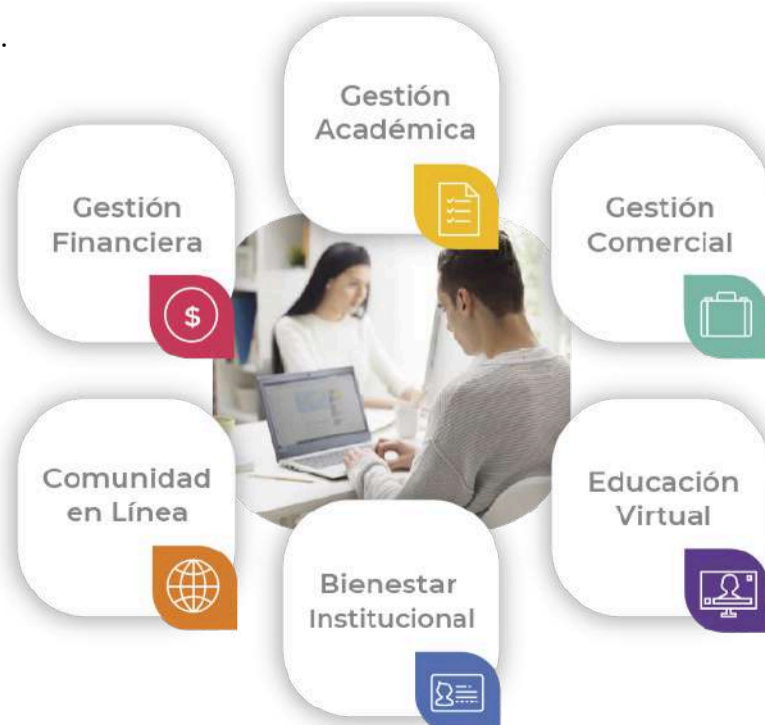 .
Gestión
Académica
Gestión
Financiera
$
Gestión
Comercial
Comunidad
en Línea
Educación
Virtual
Bienestar
Institucional